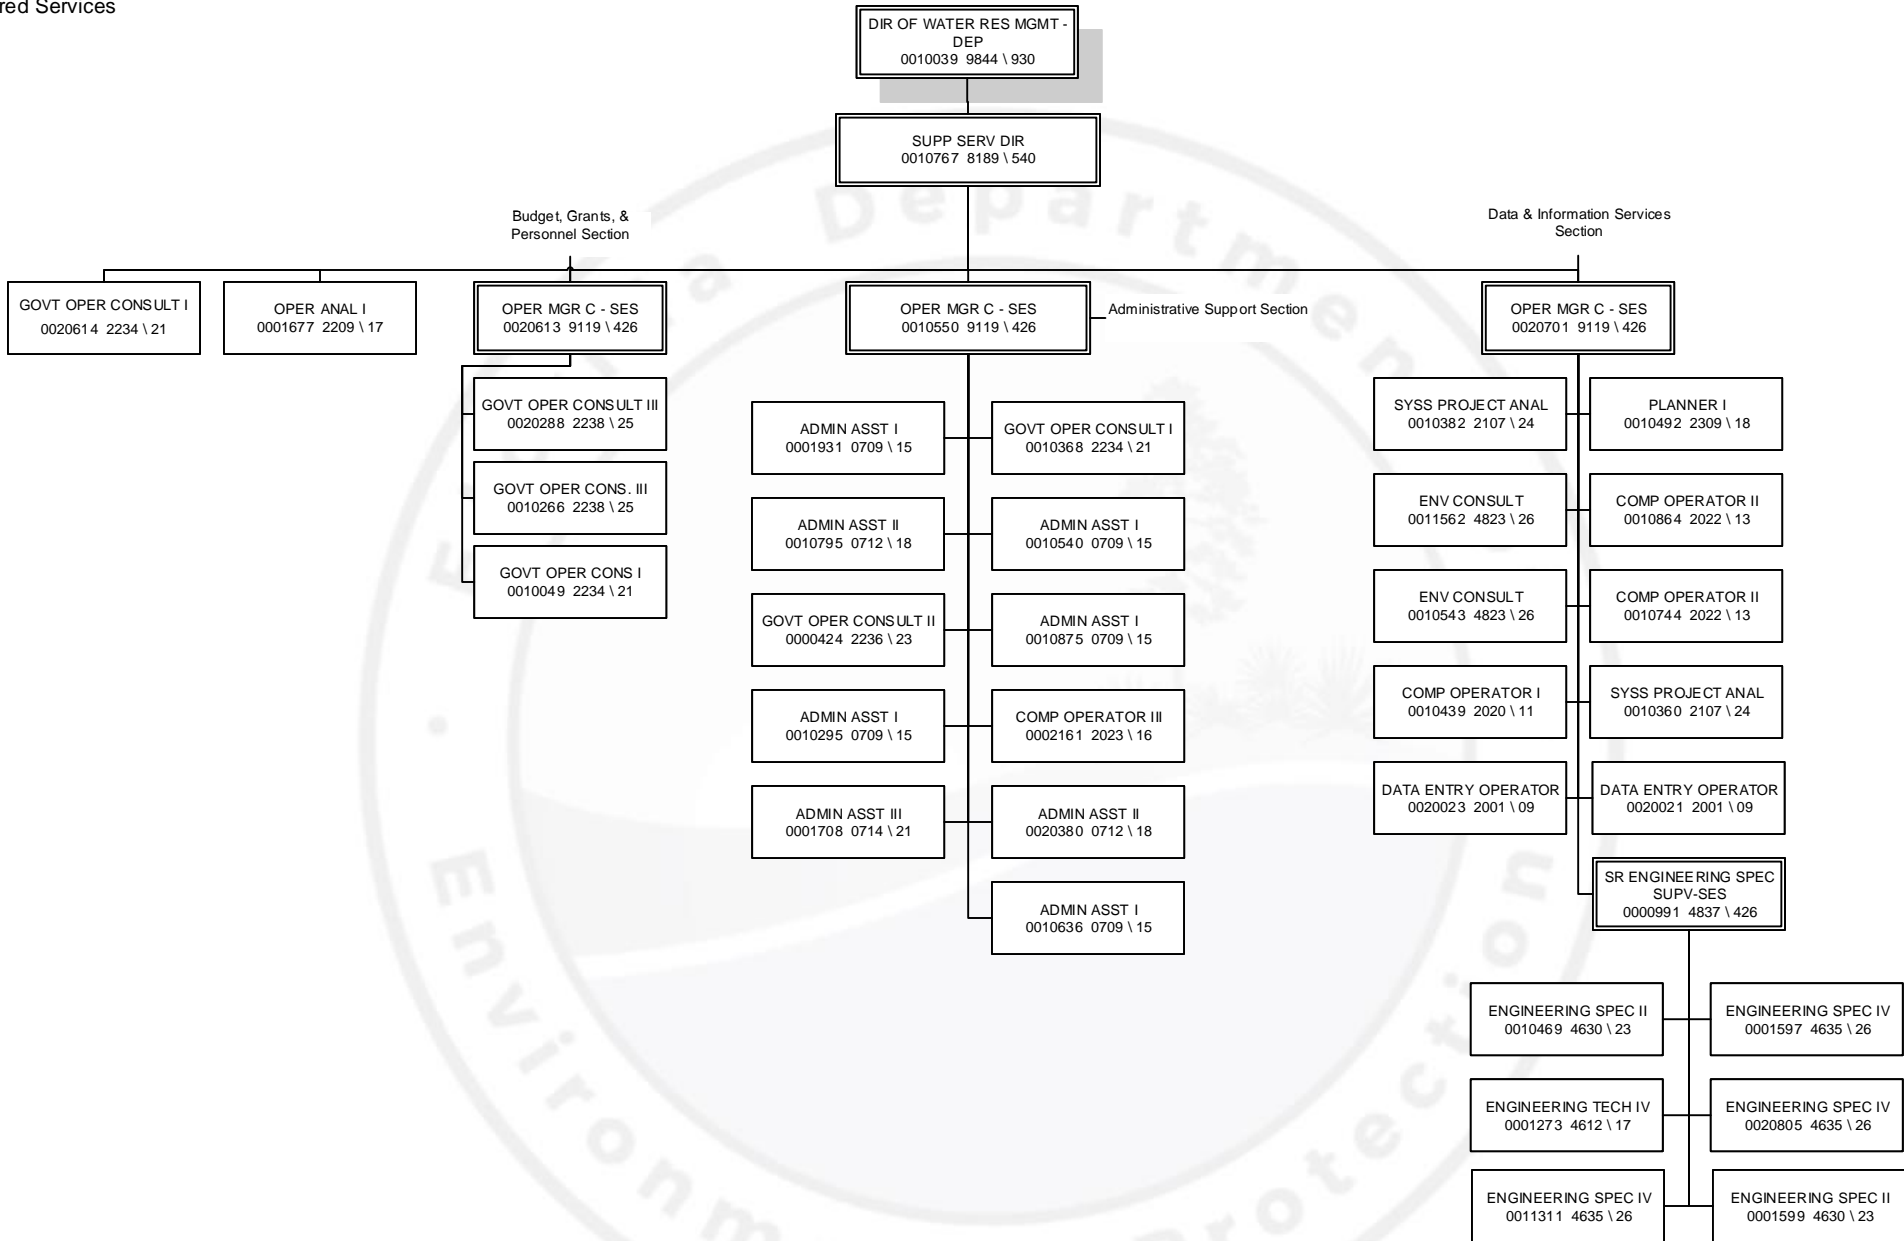 red Services
DIR OF WATER RES MGMT -
DEP
0010039 9844 \ 930
SUPP SERV DIR
0010767 8189 \ 540
Budget, Grants, &
Personnel Section
Data & Information Services
Section
GOVT OPER CONSULT I
0020614 2234 \ 21
OPER ANAL I
0001677 2209 \ 17
OPER MGR C - SES
0020613 9119 \ 426
OPER MGR C - SES
0010550 9119 \ 426
Administrative Support Section
OPER MGR C - SES
0020701 9119 \ 426
GOVT OPER CONSULT III
0020288 2238 \ 25
GOVT OPER CONS. III
0010266 2238 \ 25
GOVT OPER CONS I
0010049 2234 \ 21
ADMIN ASST I
0001931 0709 \ 15
GOVT OPER CONSULT I
0010368 2234 \ 21
ADMIN ASST II
0010795 0712 \ 18
ADMIN ASST I
0010540 0709 \ 15
GOVT OPER CONSULT II
0000424 2236 \ 23
ADMIN ASST I
0010875 0709 \ 15
ADMIN ASST I
0010295 0709 \ 15
COMP OPERATOR III
0002161 2023 \ 16
ADMIN ASST III
0001708 0714 \ 21
ADMIN ASST II
0020380 0712 \ 18
ADMIN ASST I
0010636 0709 \ 15
SYSS PROJECT ANAL
0010382 2107 \ 24
PLANNER I
0010492 2309 \ 18
ENV CONSULT
0011562 4823 \ 26
COMP OPERATOR II
0010864 2022 \ 13
ENV CONSULT
0010543 4823 \ 26
COMP OPERATOR II
0010744 2022 \ 13
COMP OPERATOR I
0010439 2020 \ 11
SYSS PROJECT ANAL
0010360 2107 \ 24
DATA ENTRY OPERATOR
0020023 2001 \ 09
DATA ENTRY OPERATOR
0020021 2001 \ 09
SR ENGINEERING SPEC
SUPV-SES
0000991 4837 \ 426
ENGINEERING SPEC II
0010469 4630 \ 23
ENGINEERING SPEC IV
0001597 4635 \ 26
ENGINEERING TECH IV
0001273 4612 \ 17
ENGINEERING SPEC IV
0020805 4635 \ 26
ENGINEERING SPEC IV
0011311 4635 \ 26
ENGINEERING SPEC II
0001599 4630 \ 23